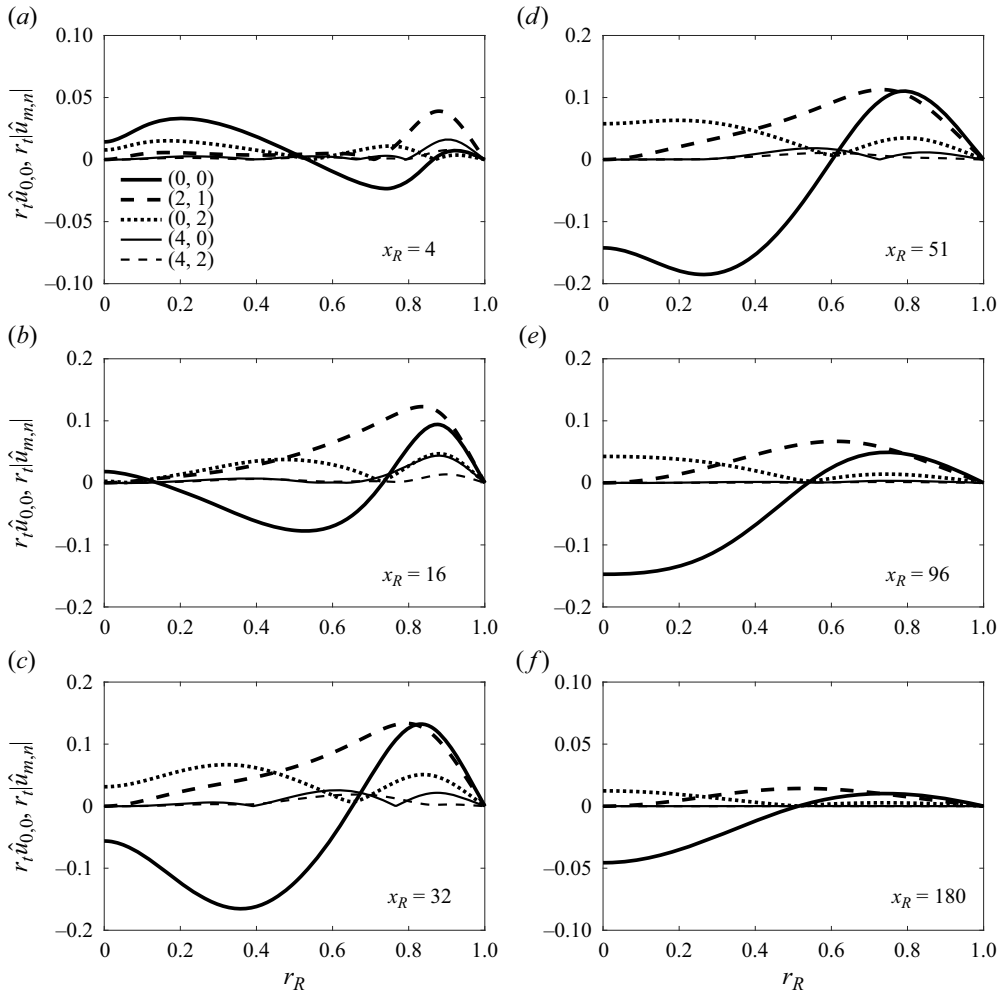 (a)
0.10
0.05
0
–0.05
–0.10
r_t û_{0,0}, r_t|û_{m,n}|
(0, 0)
(2, 1)
(0, 2)
(4, 0)
(4, 2)
x_R = 4
0 0.2 0.4 0.6 0.8 1.0
(b)
0.2
0.1
0
–0.1
–0.2
r_t û_{0,0}, r_t|û_{m,n}|
x_R = 16
0 0.2 0.4 0.6 0.8 1.0
(c)
0.2
0.1
0
–0.1
–0.2
r_t û_{0,0}, r_t|û_{m,n}|
x_R = 32
0 0.2 0.4 0.6 0.8 1.0
r_R
(d)
0.2
0.1
0
–0.1
–0.2
x_R = 51
0 0.2 0.4 0.6 0.8 1.0
(e)
0.2
0.1
0
–0.1
–0.2
x_R = 96
0 0.2 0.4 0.6 0.8 1.0
(f)
0.10
0.05
0
–0.05
–0.10
x_R = 180
0 0.2 0.4 0.6 0.8 1.0
r_R